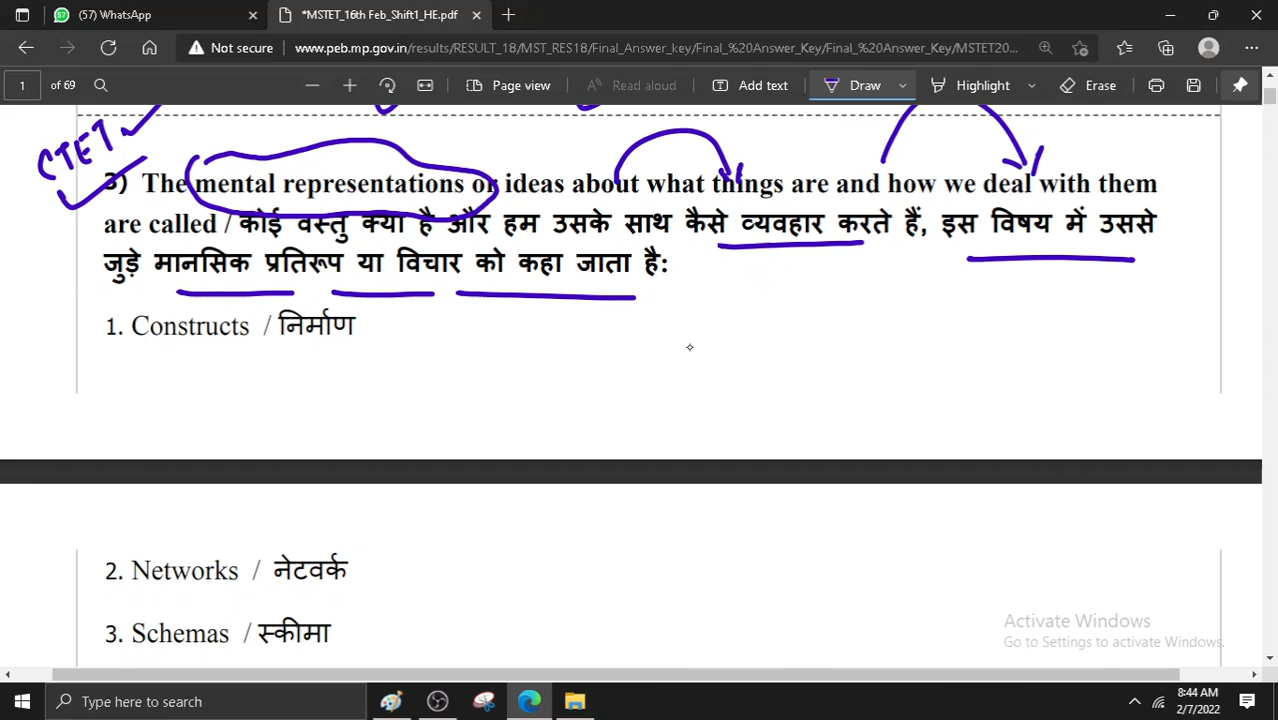 (57) WhatsApp
*MSTET_16th Feb_Shift1_HE.pdf
Not secure
www.peb.mp.gov.in/results/RESULT_18/MST_RES18/Final_Answer_key/Final_%20Answer_Key/Final_%20Answer_Key/MSTET20...
1 of 69
Page view
Read aloud
Add text
Draw
Highlight
Erase
CTET
3) The mental representations or ideas about what things are and how we deal with them
are called / कोई वस्तु क्या है और हम उसके साथ कैसे व्यवहार करते हैं, इस विषय में उससे
जुड़े मानसिक प्रतिरूप या विचार को कहा जाता है:
1. Constructs / निर्माण
2. Networks / नेटवर्क
3. Schemas / स्कीमा
Activate Windows
Go to Settings to activate Windows.
Type here to search
8:44 AM
2/7/2022